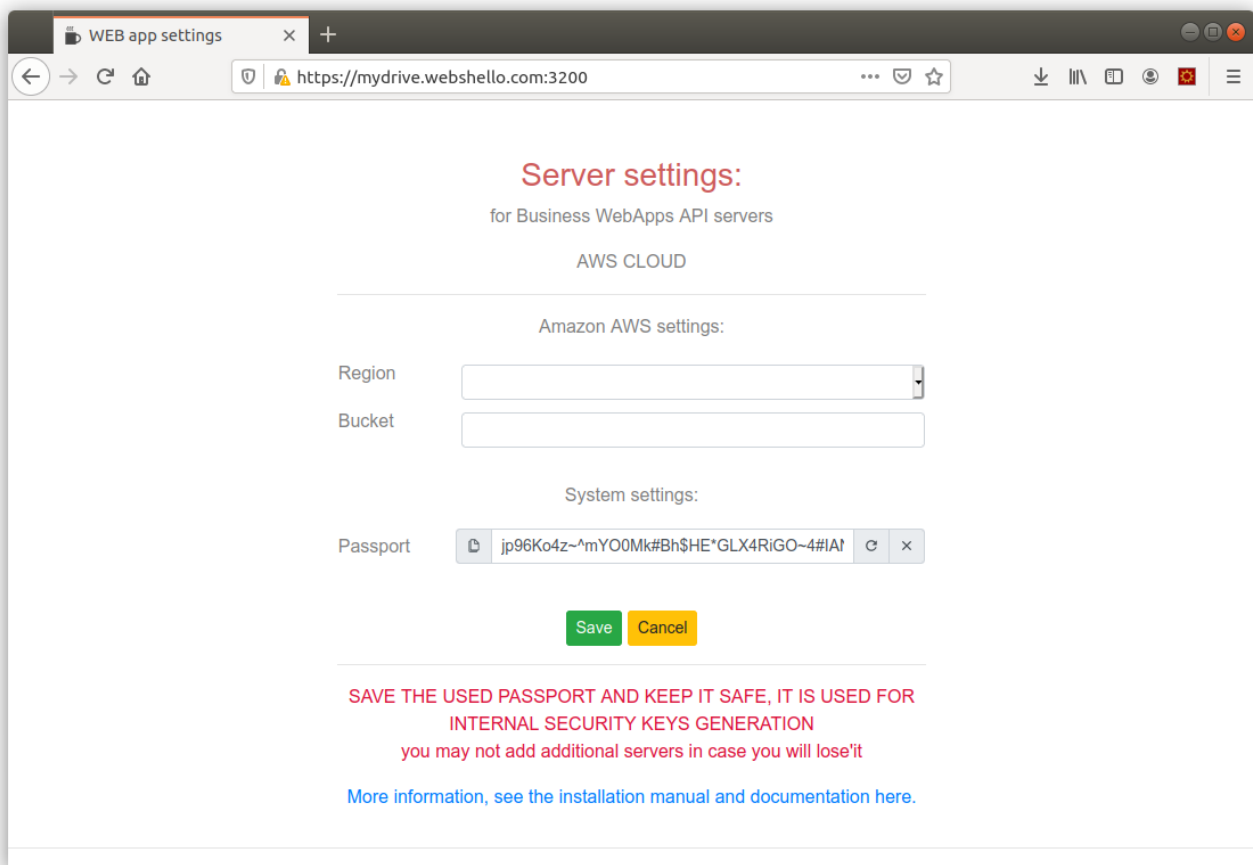 WEB app settings
https://mydrive.webshello.com:3200
Server settings:
for Business WebApps API servers
AWS CLOUD
Amazon AWS settings:
Region
Bucket
System settings:
Passport jp96Ko4z~^mYO0Mk#Bh$HE*GLX4RiGO~4#IAN
Save Cancel
SAVE THE USED PASSPORT AND KEEP IT SAFE, IT IS USED FOR
INTERNAL SECURITY KEYS GENERATION
you may not add additional servers in case you will lose'it
More information, see the installation manual and documentation here.